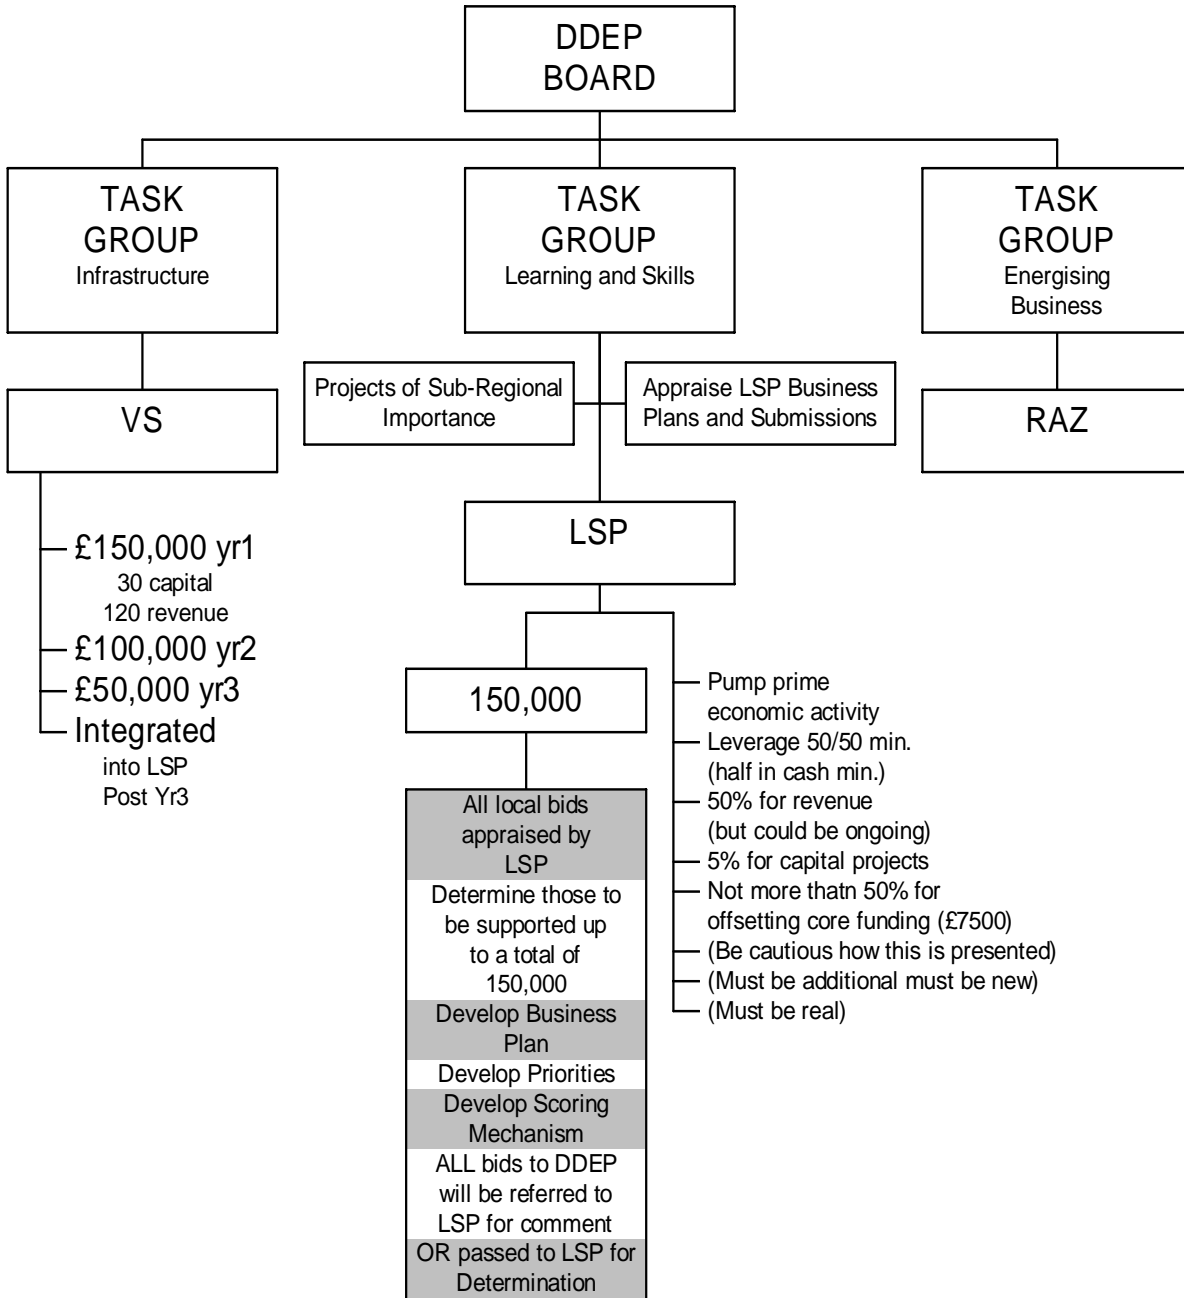 DDEP
BOARD
TASK
GROUP
Infrastructure
TASK
GROUP
Learning and Skills
TASK
GROUP
Energising
Business
Projects of Sub-Regional
Importance
Appraise LSP Business
Plans and Submissions
VS
RAZ
LSP
£150,000 yr1
30 capital
120 revenue
£100,000 yr2
£50,000 yr3
Integrated
into LSP
Post Yr3
150,000
All local bids
appraised by
LSP
Determine those to
be supported up
to a total of
150,000
Develop Business
Plan
Develop Priorities
Develop Scoring
Mechanism
ALL bids to DDEP
will be referred to
LSP for comment
OR passed to LSP for
Determination
Pump prime
economic activity
Leverage 50/50 min.
(half in cash min.)
50% for revenue
(but could be ongoing)
5% for capital projects
Not more thatn 50% for
offsetting core funding (£7500)
(Be cautious how this is presented)
(Must be additional must be new)
(Must be real)